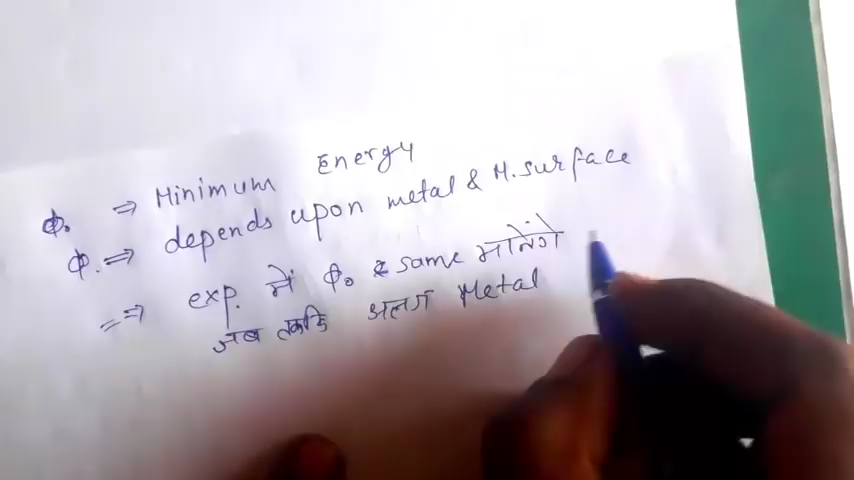 ϕ₀ ⇒ Minimum Energy
ϕ₀ ⇒ depends upon metal & M. surface
⇒ exp. में ϕ₀ same मानेंगे
जब तक कि अलग Metal